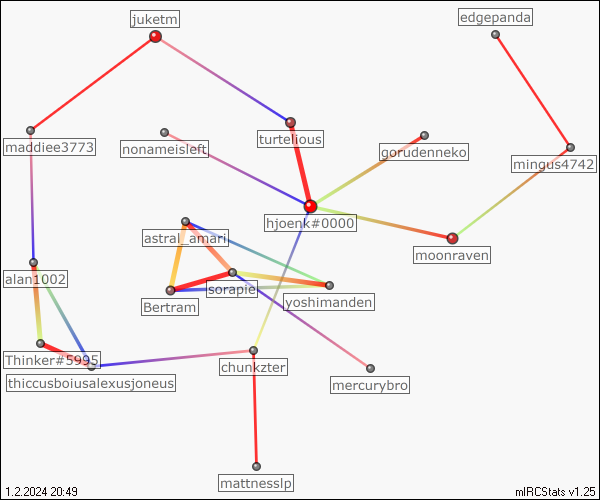 juketm
edgepanda
maddiee3773
nonameisleft
turtelious
gorudenneko
mingus4742
hjoenk#0000
astral_amari
moonraven
alan1002
Bertram
sorapie
yoshimanden
Thinker#5995
thiccusboiusalexusjoneus
chunkzter
mercurybro
mattnesslp
1.2.2024 20:49
mIRCStats v1.25